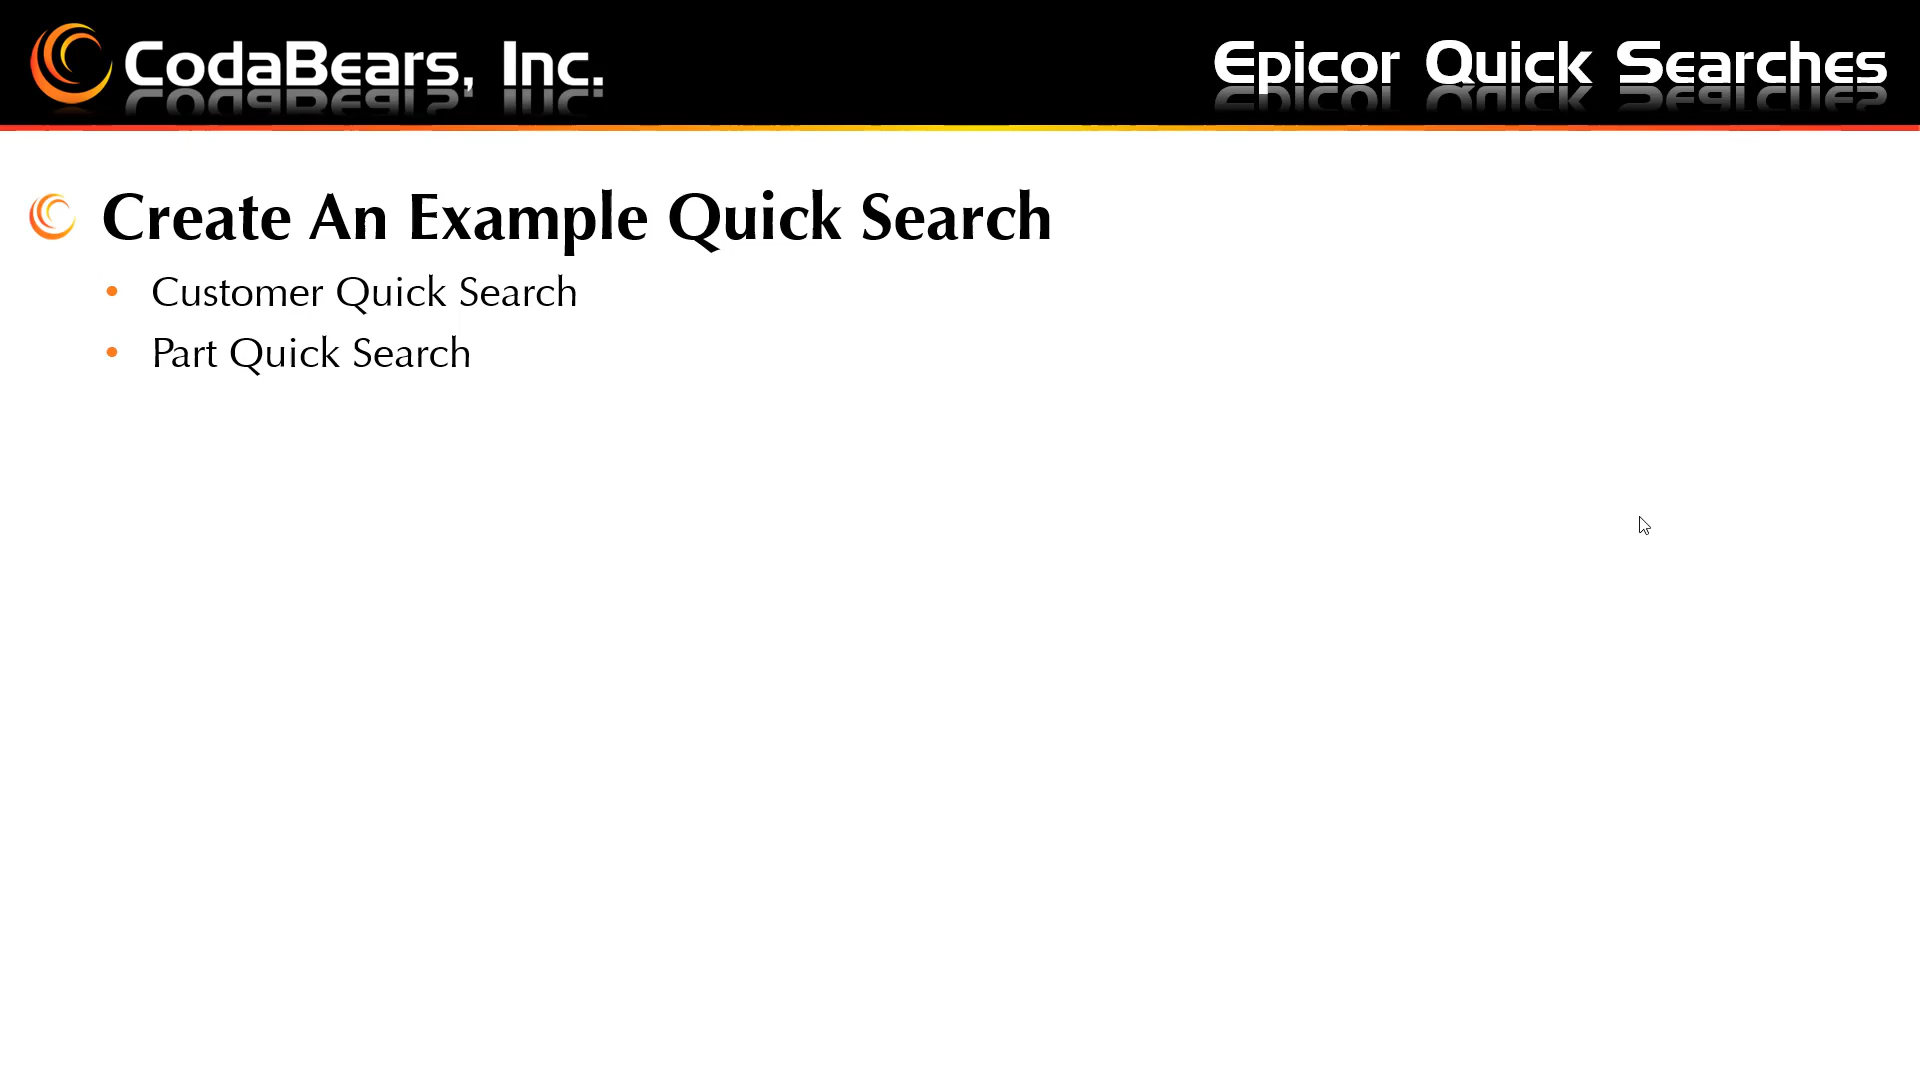 CodaBears, Inc.
Epicor Quick Searches
Create An Example Quick Search
• Customer Quick Search
• Part Quick Search